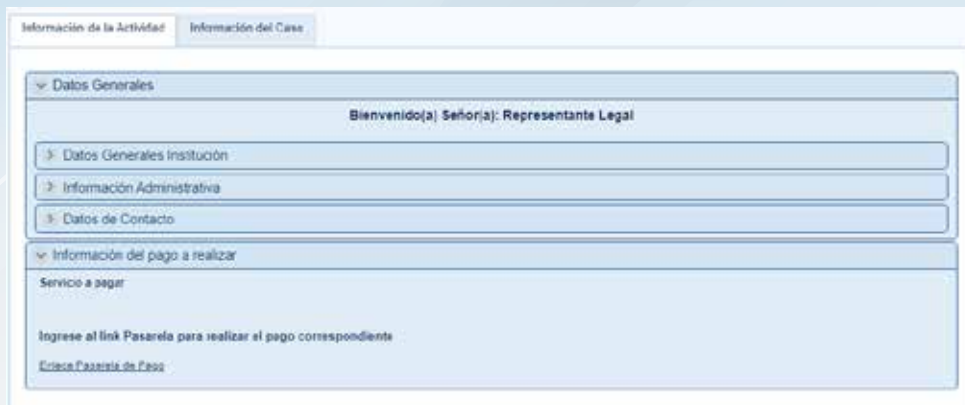 Información de la Actividad
Información del Caso
Datos Generales
Bienvenido(a) Señor(a): Representante Legal
Datos Generales Institución
Información Administrativa
Datos de Contacto
Información del pago a realizar
Servicio a pagar
Ingrese al link Pasarela para realizar el pago correspondiente
Enlace Pasarela de Pago